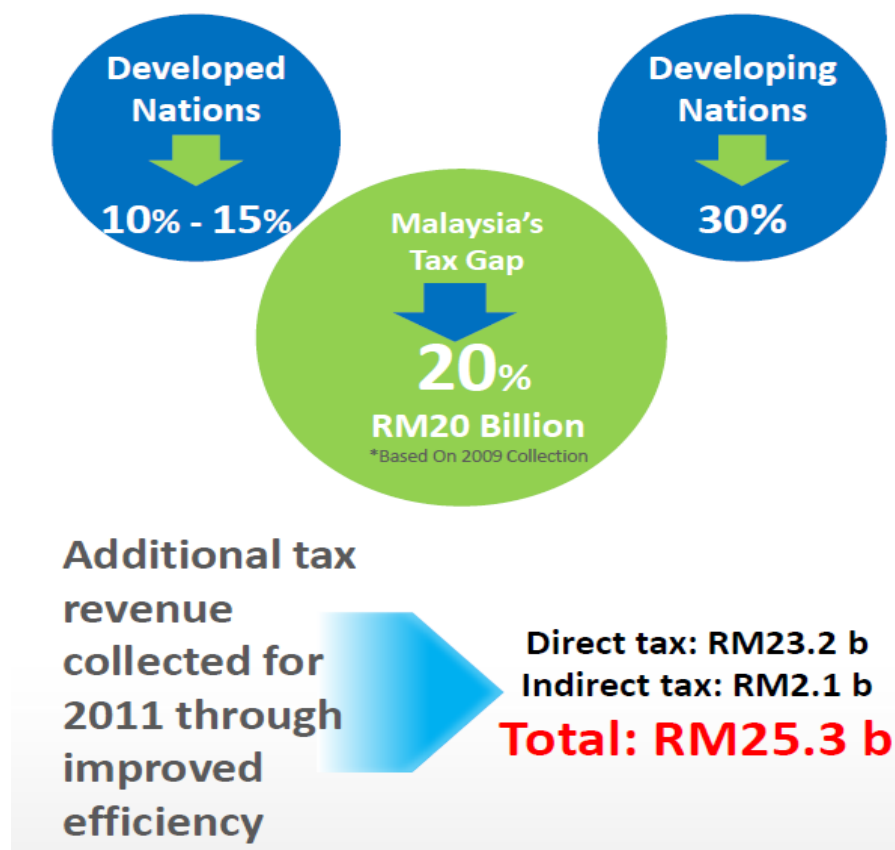 Developed
Nations
10% - 15%
Developing
Nations
30%
Malaysia’s
Tax Gap
20%
RM20 Billion
*Based On 2009 Collection
Additional tax
revenue
collected for
2011 through
improved
efficiency
Direct tax: RM23.2 b
Indirect tax: RM2.1 b
Total: RM25.3 b